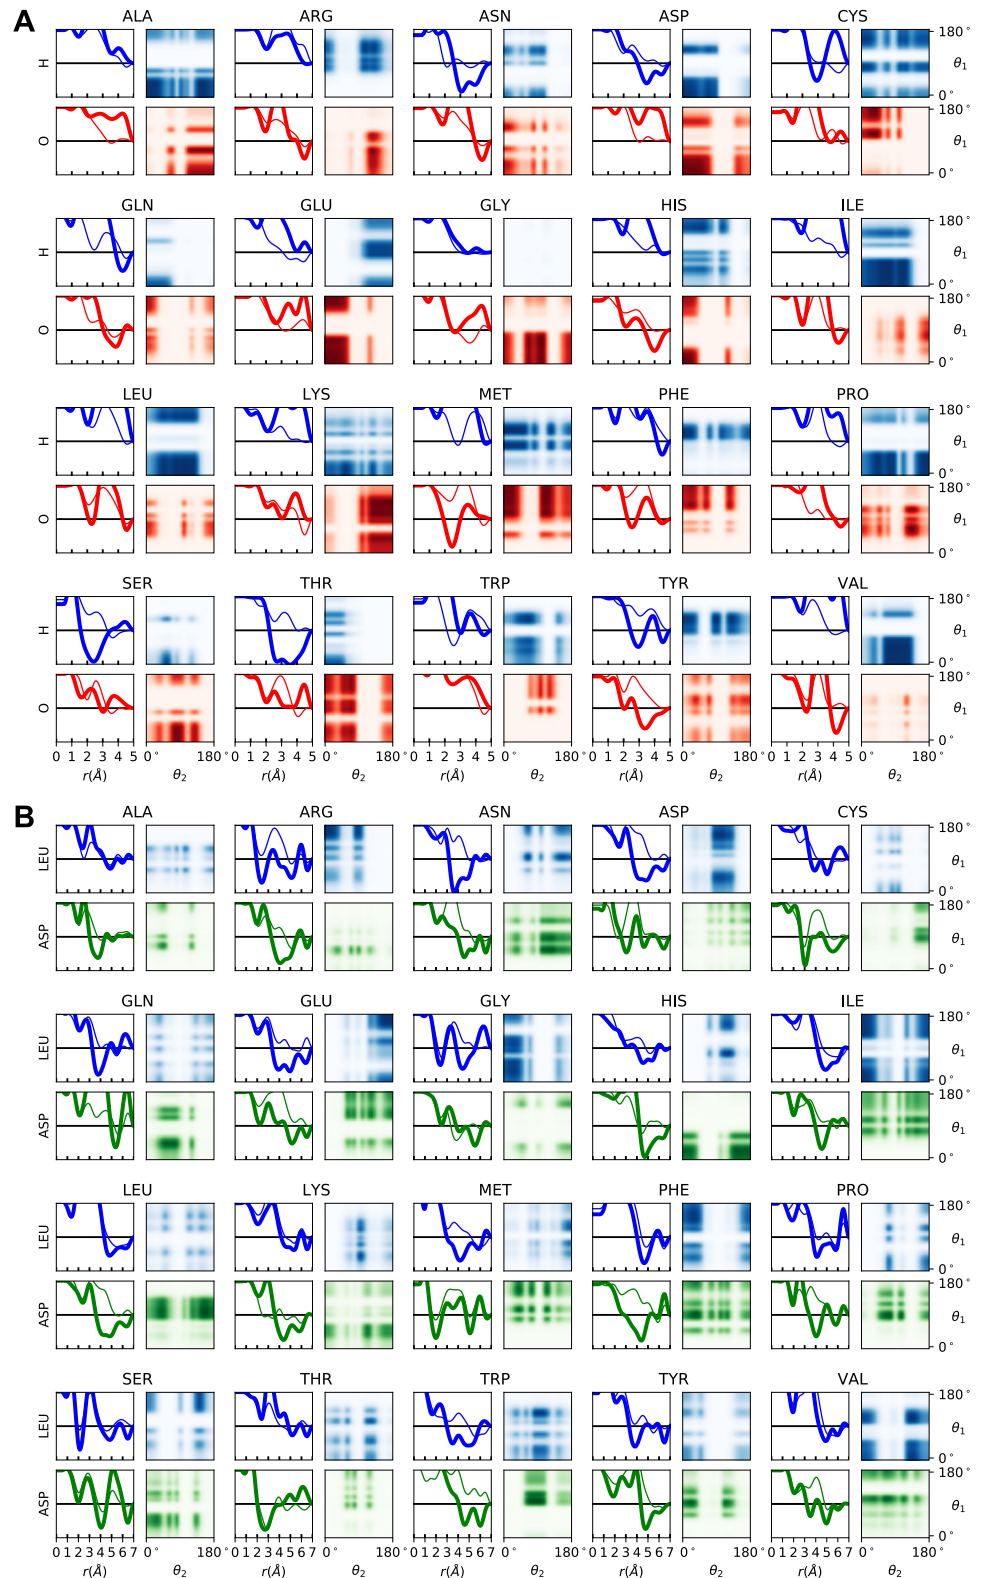 A
ALA ARG ASN ASP CYS
H 180° θ1 0°
O 180° θ1 0°
GLN GLU GLY HIS ILE
H 180° θ1 0°
O 180° θ1 0°
LEU LYS MET PHE PRO
H 180° θ1 0°
O 180° θ1 0°
SER THR TRP TYR VAL
H 180° θ1 0°
O 180° θ1 0°
0 1 2 3 4 5 0° 180° 0 1 2 3 4 5 0° 180° 0 1 2 3 4 5 0° 180° 0 1 2 3 4 5 0° 180° 0 1 2 3 4 5 0° 180°
r(Å) θ2 r(Å) θ2 r(Å) θ2 r(Å) θ2 r(Å) θ2
B
ALA ARG ASN ASP CYS
LEU 180° θ1 0°
ASP 180° θ1 0°
GLN GLU GLY HIS ILE
LEU 180° θ1 0°
ASP 180° θ1 0°
LEU LYS MET PHE PRO
LEU 180° θ1 0°
ASP 180° θ1 0°
SER THR TRP TYR VAL
LEU 180° θ1 0°
ASP 180° θ1 0°
0 1 2 3 4 5 6 7 0° 180° 0 1 2 3 4 5 6 7 0° 180° 0 1 2 3 4 5 6 7 0° 180° 0 1 2 3 4 5 6 7 0° 180° 0 1 2 3 4 5 6 7 0° 180°
r(Å) θ2 r(Å) θ2 r(Å) θ2 r(Å) θ2 r(Å) θ2